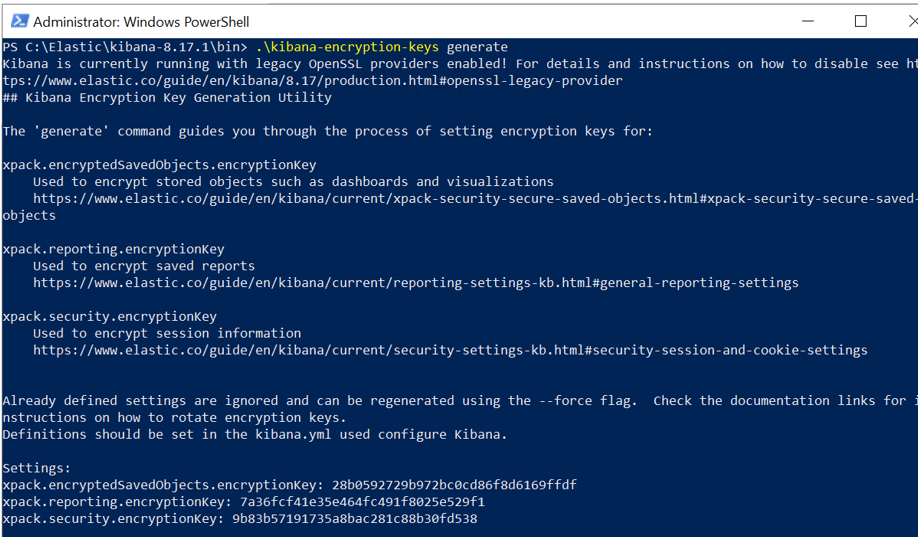 Administrator: Windows PowerShell
PS C:\Elastic\kibana-8.17.1\bin> .\kibana-encryption-keys generate
Kibana is currently running with legacy OpenSSL providers enabled! For details and instructions on how to disable see ht
tps://www.elastic.co/guide/en/kibana/8.17/production.html#openssl-legacy-provider
## Kibana Encryption Key Generation Utility
The 'generate' command guides you through the process of setting encryption keys for:
xpack.encryptedSavedObjects.encryptionKey
Used to encrypt stored objects such as dashboards and visualizations
https://www.elastic.co/guide/en/kibana/current/xpack-security-secure-saved-objects.html#xpack-security-secure-saved-
objects
xpack.reporting.encryptionKey
Used to encrypt saved reports
https://www.elastic.co/guide/en/kibana/current/reporting-settings-kb.html#general-reporting-settings
xpack.security.encryptionKey
Used to encrypt session information
https://www.elastic.co/guide/en/kibana/current/security-settings-kb.html#security-session-and-cookie-settings
Already defined settings are ignored and can be regenerated using the --force flag.  Check the documentation links for i
nstructions on how to rotate encryption keys.
Definitions should be set in the kibana.yml used configure Kibana.
Settings:
xpack.encryptedSavedObjects.encryptionKey: 28b0592729b972bc0cd86f8d6169ffdf
xpack.reporting.encryptionKey: 7a36fcf41e35e464fc491f8025e529f1
xpack.security.encryptionKey: 9b83b57191735a8bac281c88b30fd538